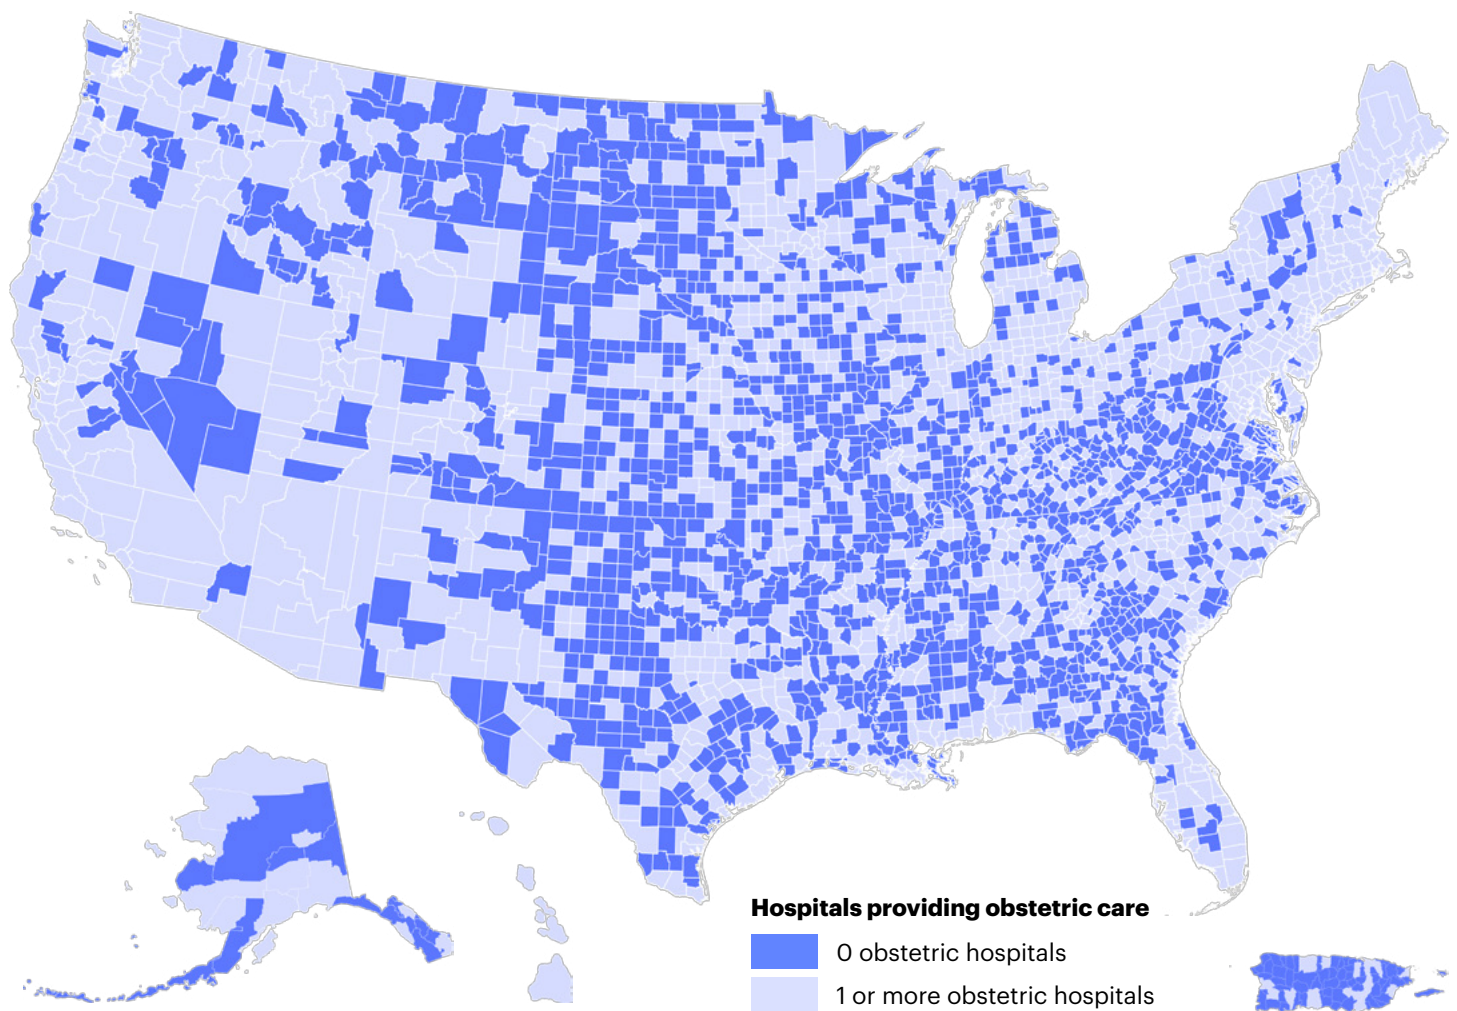 Hospitals providing obstetric care
0 obstetric hospitals
1 or more obstetric hospitals